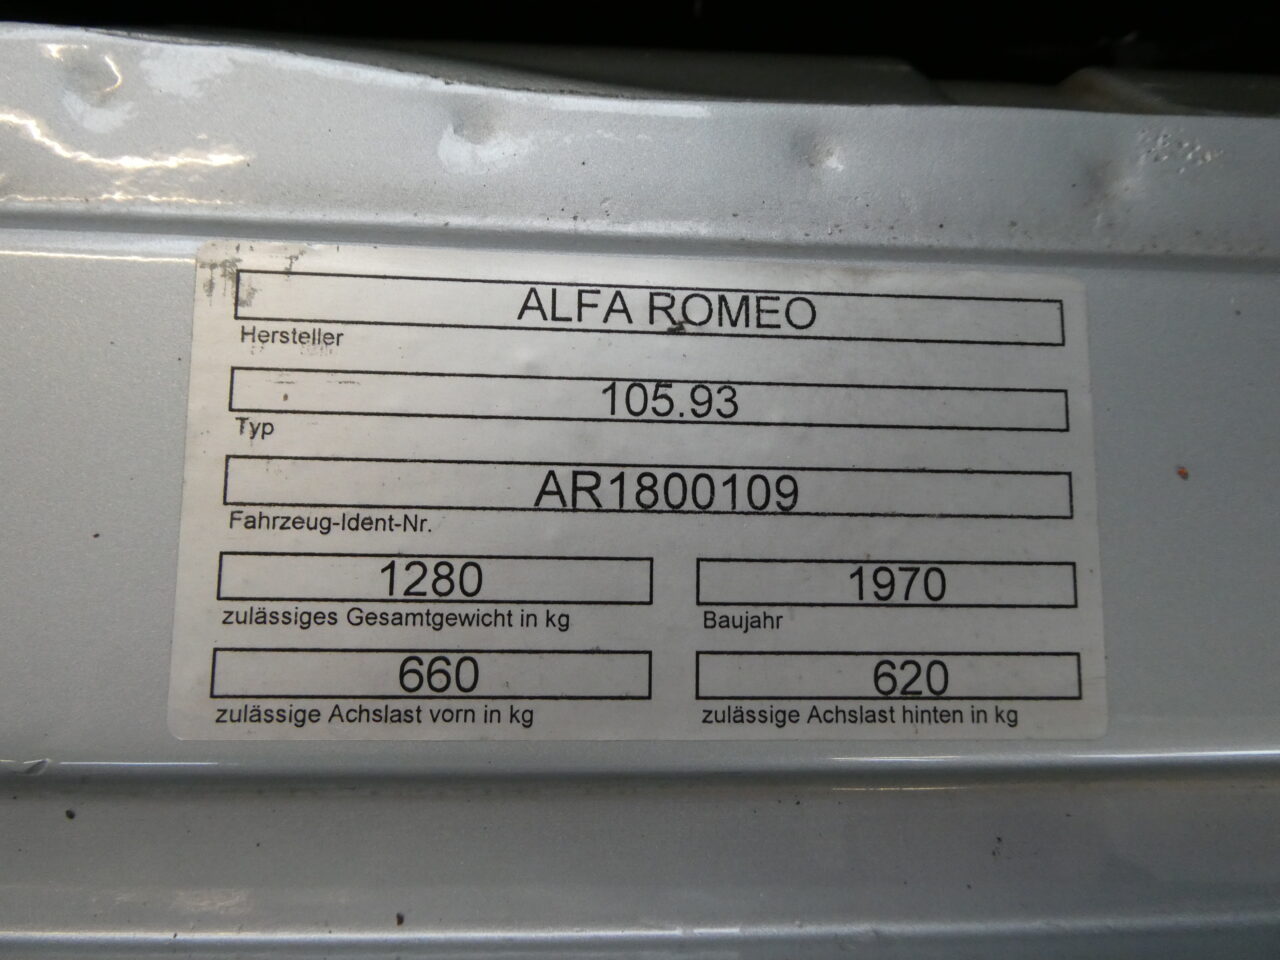 ALFA ROMEO
Hersteller
105.93
Typ
AR1800109
Fahrzeug-Ident-Nr.
1280
zulässiges Gesamtgewicht in kg
1970
Baujahr
660
zulässige Achslast vorn in kg
620
zulässige Achslast hinten in kg